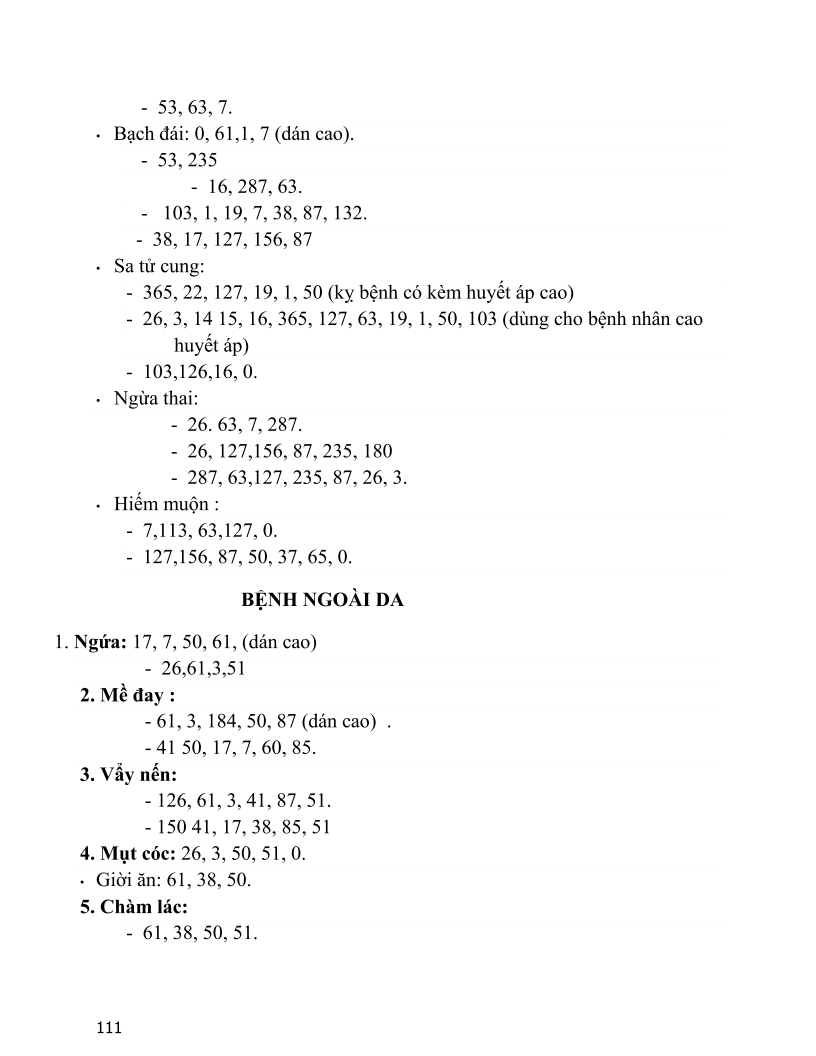 - 53, 63, 7.
• Bạch đái: 0, 61,1, 7 (dán cao).
- 53, 235
- 16, 287, 63.
- 103, 1, 19, 7, 38, 87, 132.
- 38, 17, 127, 156, 87
• Sa tử cung:
- 365, 22, 127, 19, 1, 50 (kỵ bệnh có kèm huyết áp cao)
- 26, 3, 14 15, 16, 365, 127, 63, 19, 1, 50, 103 (dùng cho bệnh nhân cao
huyết áp)
- 103,126,16, 0.
• Ngừa thai:
- 26. 63, 7, 287.
- 26, 127,156, 87, 235, 180
- 287, 63,127, 235, 87, 26, 3.
• Hiếm muộn :
- 7,113, 63,127, 0.
- 127,156, 87, 50, 37, 65, 0.
BỆNH NGOÀI DA
1. Ngứa: 17, 7, 50, 61, (dán cao)
- 26,61,3,51
2. Mề đay :
- 61, 3, 184, 50, 87 (dán cao) .
- 41 50, 17, 7, 60, 85.
3. Vẩy nến:
- 126, 61, 3, 41, 87, 51.
- 150 41, 17, 38, 85, 51
4. Mụt cóc: 26, 3, 50, 51, 0.
• Giời ăn: 61, 38, 50.
5. Chàm lác:
- 61, 38, 50, 51.
111